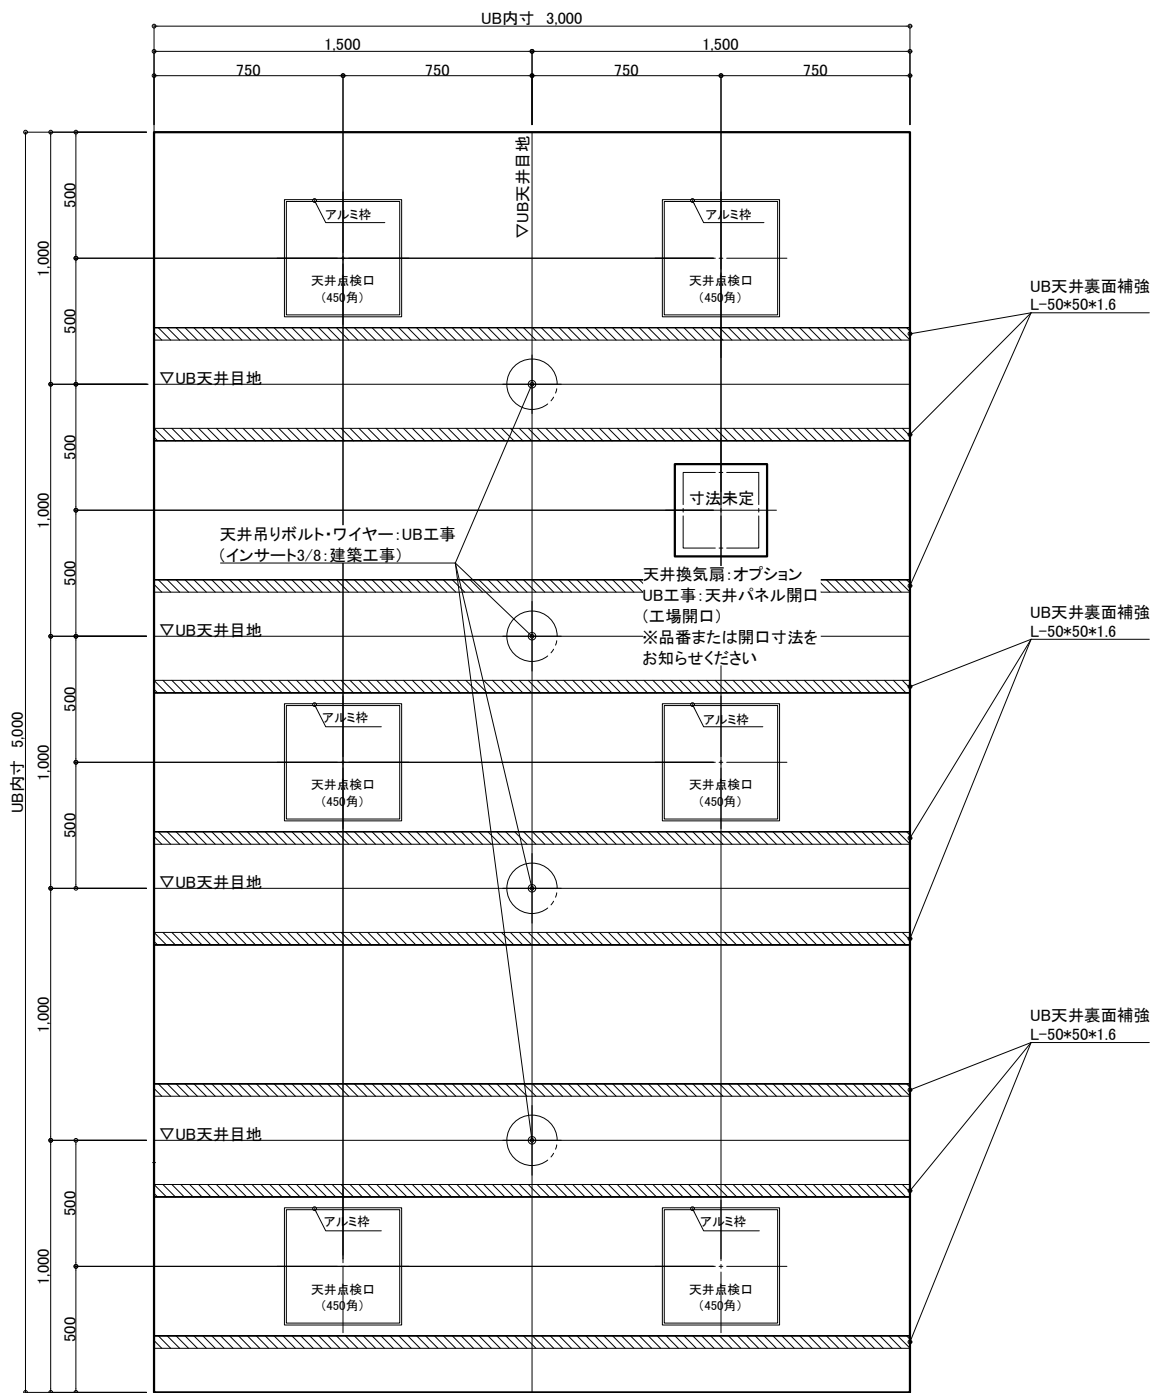 UB内寸 3,000
1,500
1,500
750
750
750
750
▽UB天井目地
UB内寸 5,000
1,000
1,000
1,000
1,000
1,000
500
500
500
500
500
500
500
500
アルミ枠
天井点検口
(450角)
アルミ枠
天井点検口
(450角)
UB天井裏面補強
L-50*50*1.6
▽UB天井目地
寸法未定
天井吊りボルト・ワイヤー:UB工事
(インサート3/8:建築工事)
天井換気扇:オプション
UB工事:天井パネル開口
(工場開口)
※品番または開口寸法を
お知らせください
▽UB天井目地
UB天井裏面補強
L-50*50*1.6
アルミ枠
天井点検口
(450角)
アルミ枠
天井点検口
(450角)
▽UB天井目地
UB天井裏面補強
L-50*50*1.6
▽UB天井目地
アルミ枠
天井点検口
(450角)
アルミ枠
天井点検口
(450角)